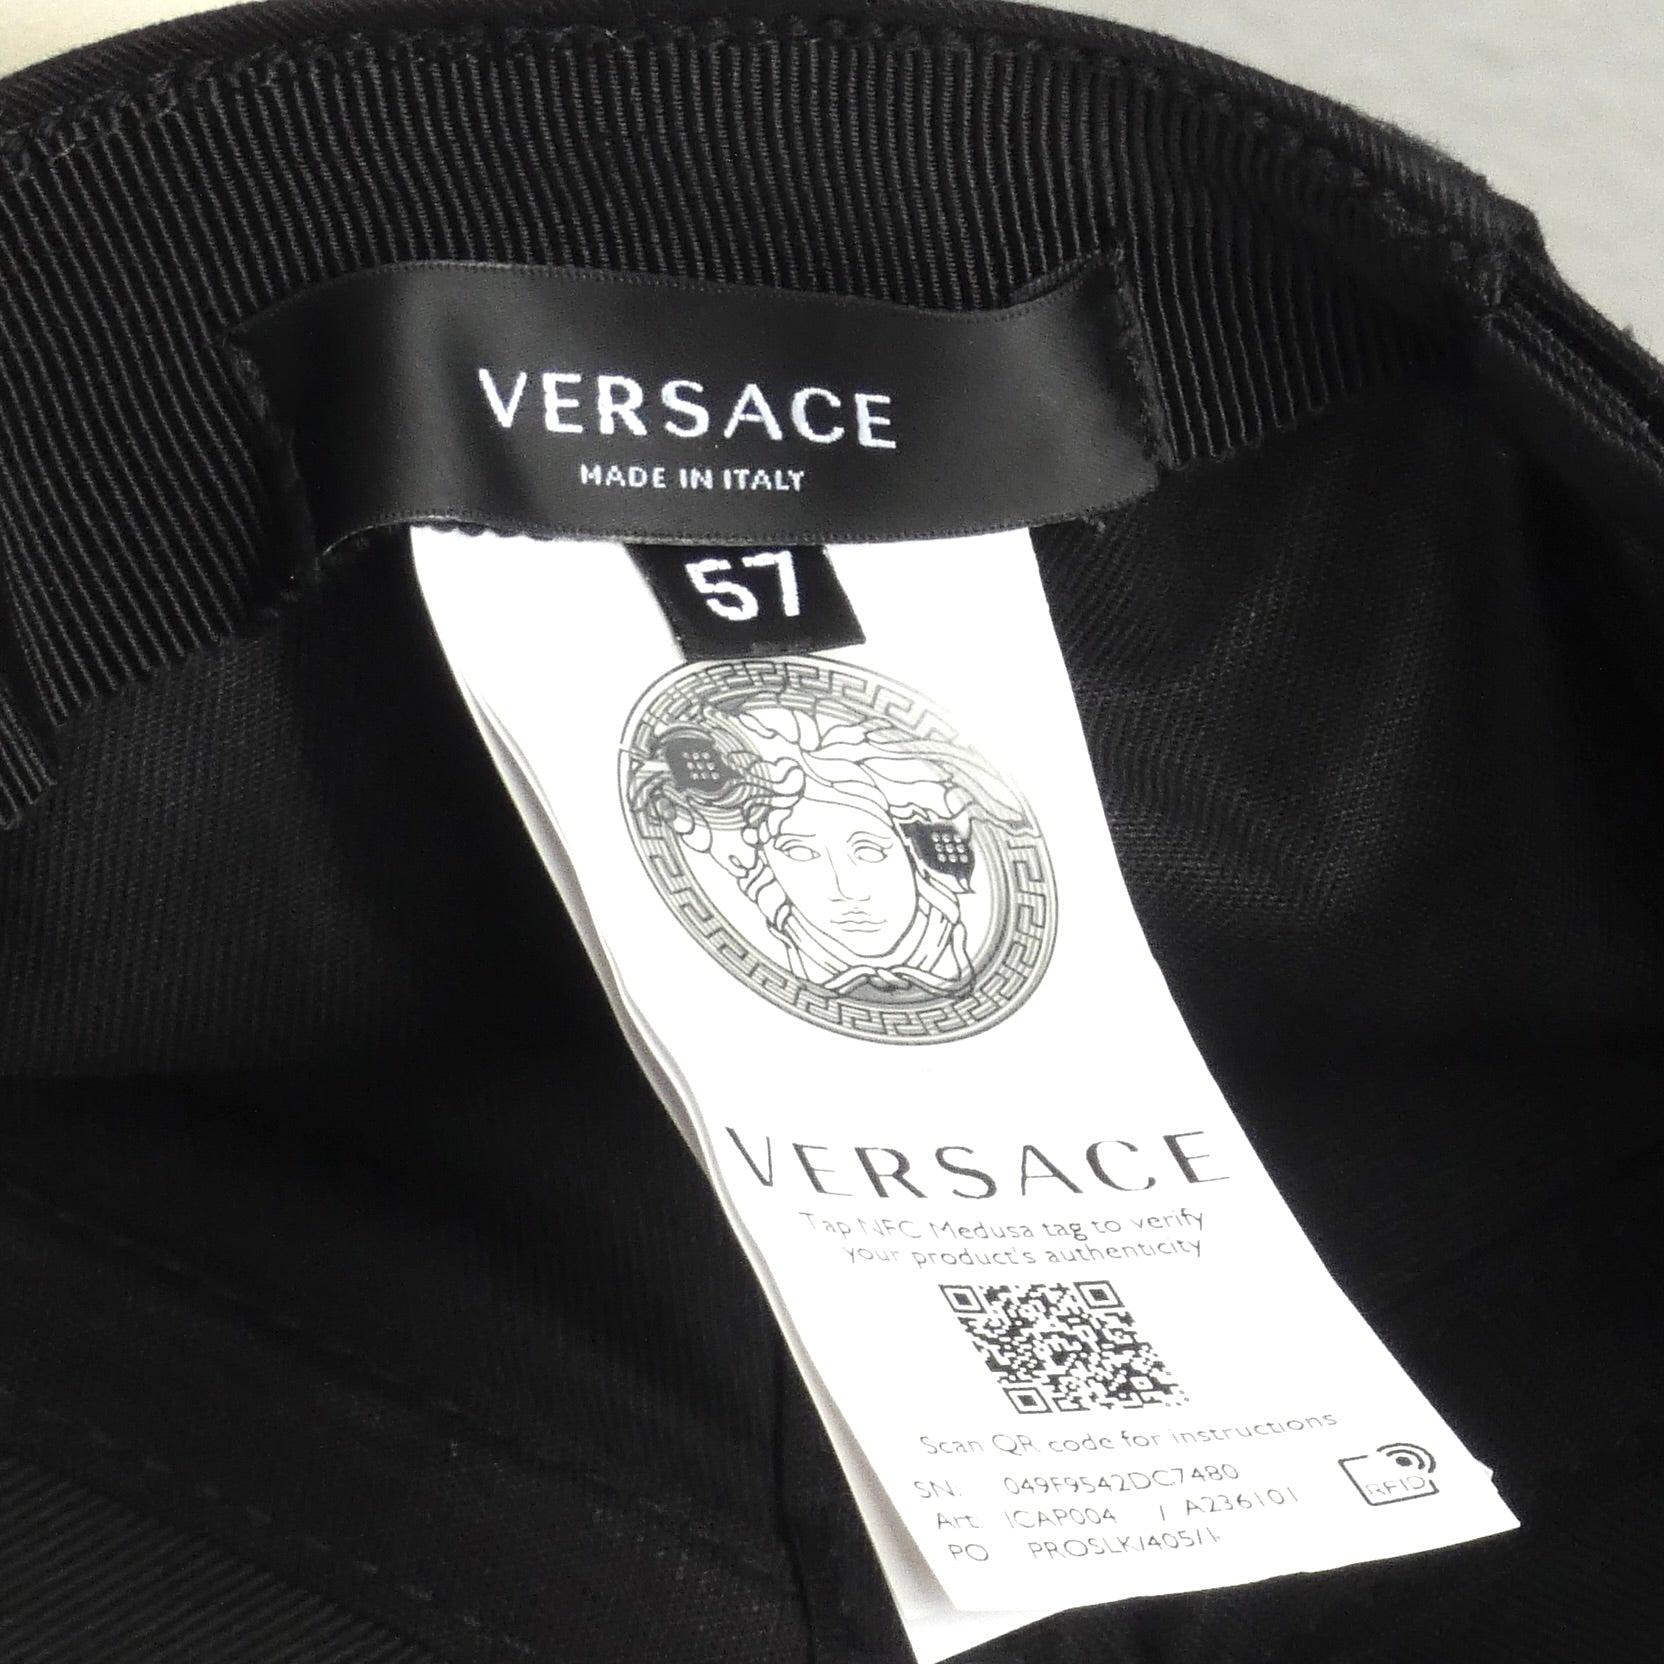 VERSACE
MADE IN ITALY
57
VERSACE
Tap NFC Medusa tag to verify
your product's authenticity
Scan QR code for instructions
SN. 049F9542DC7480
Art. ICAP004 / A236101
PO PROSLK/405/1
RFID